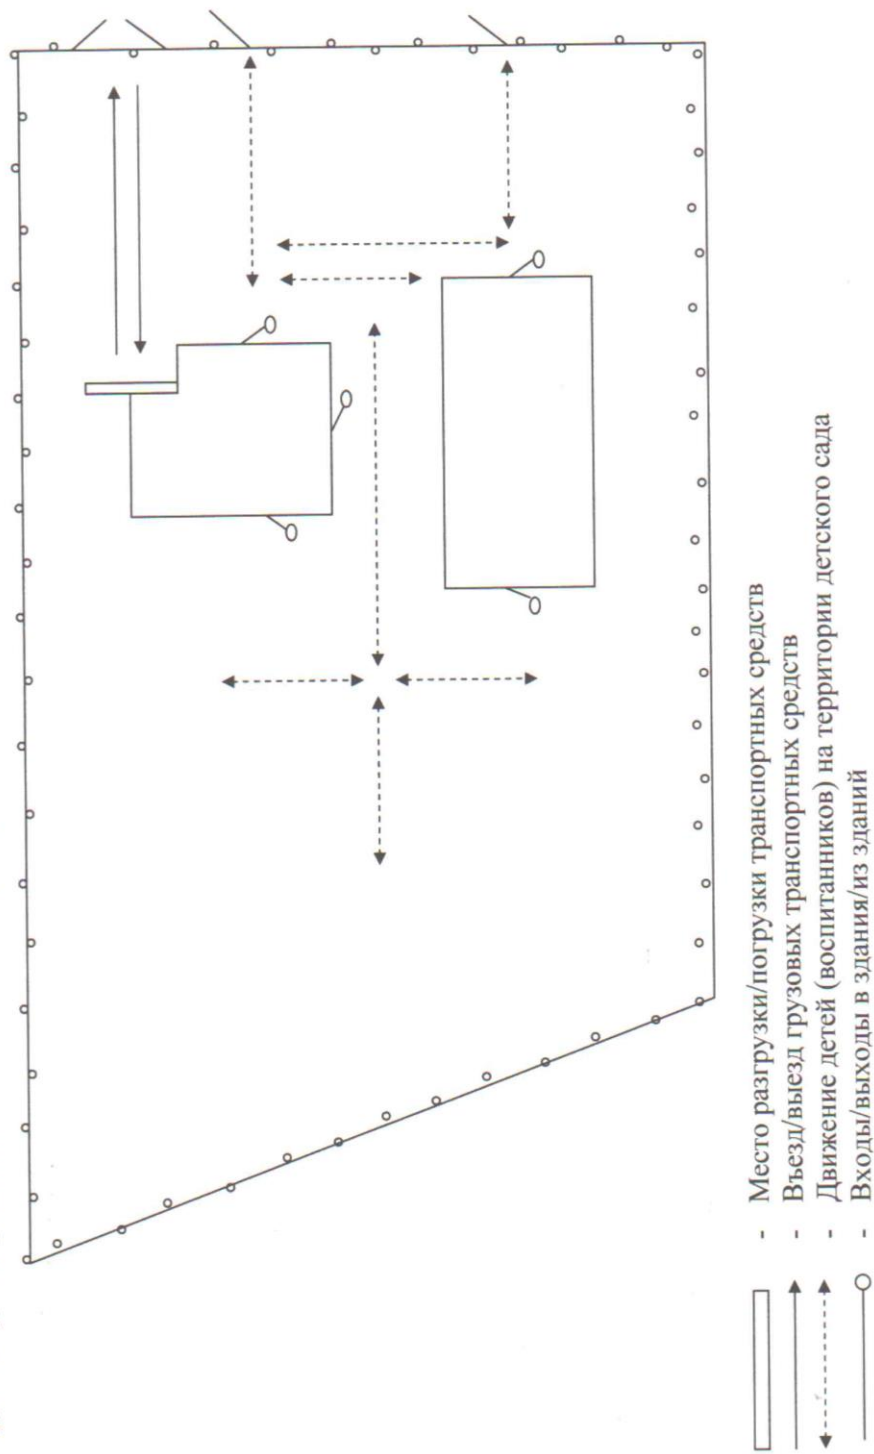 - Место разгрузки/погрузки транспортных средств
- Въезд/выезд грузовых транспортных средств
- Движение детей (воспитанников) на территории детского сада
- Входы/выходы в здания/из зданий